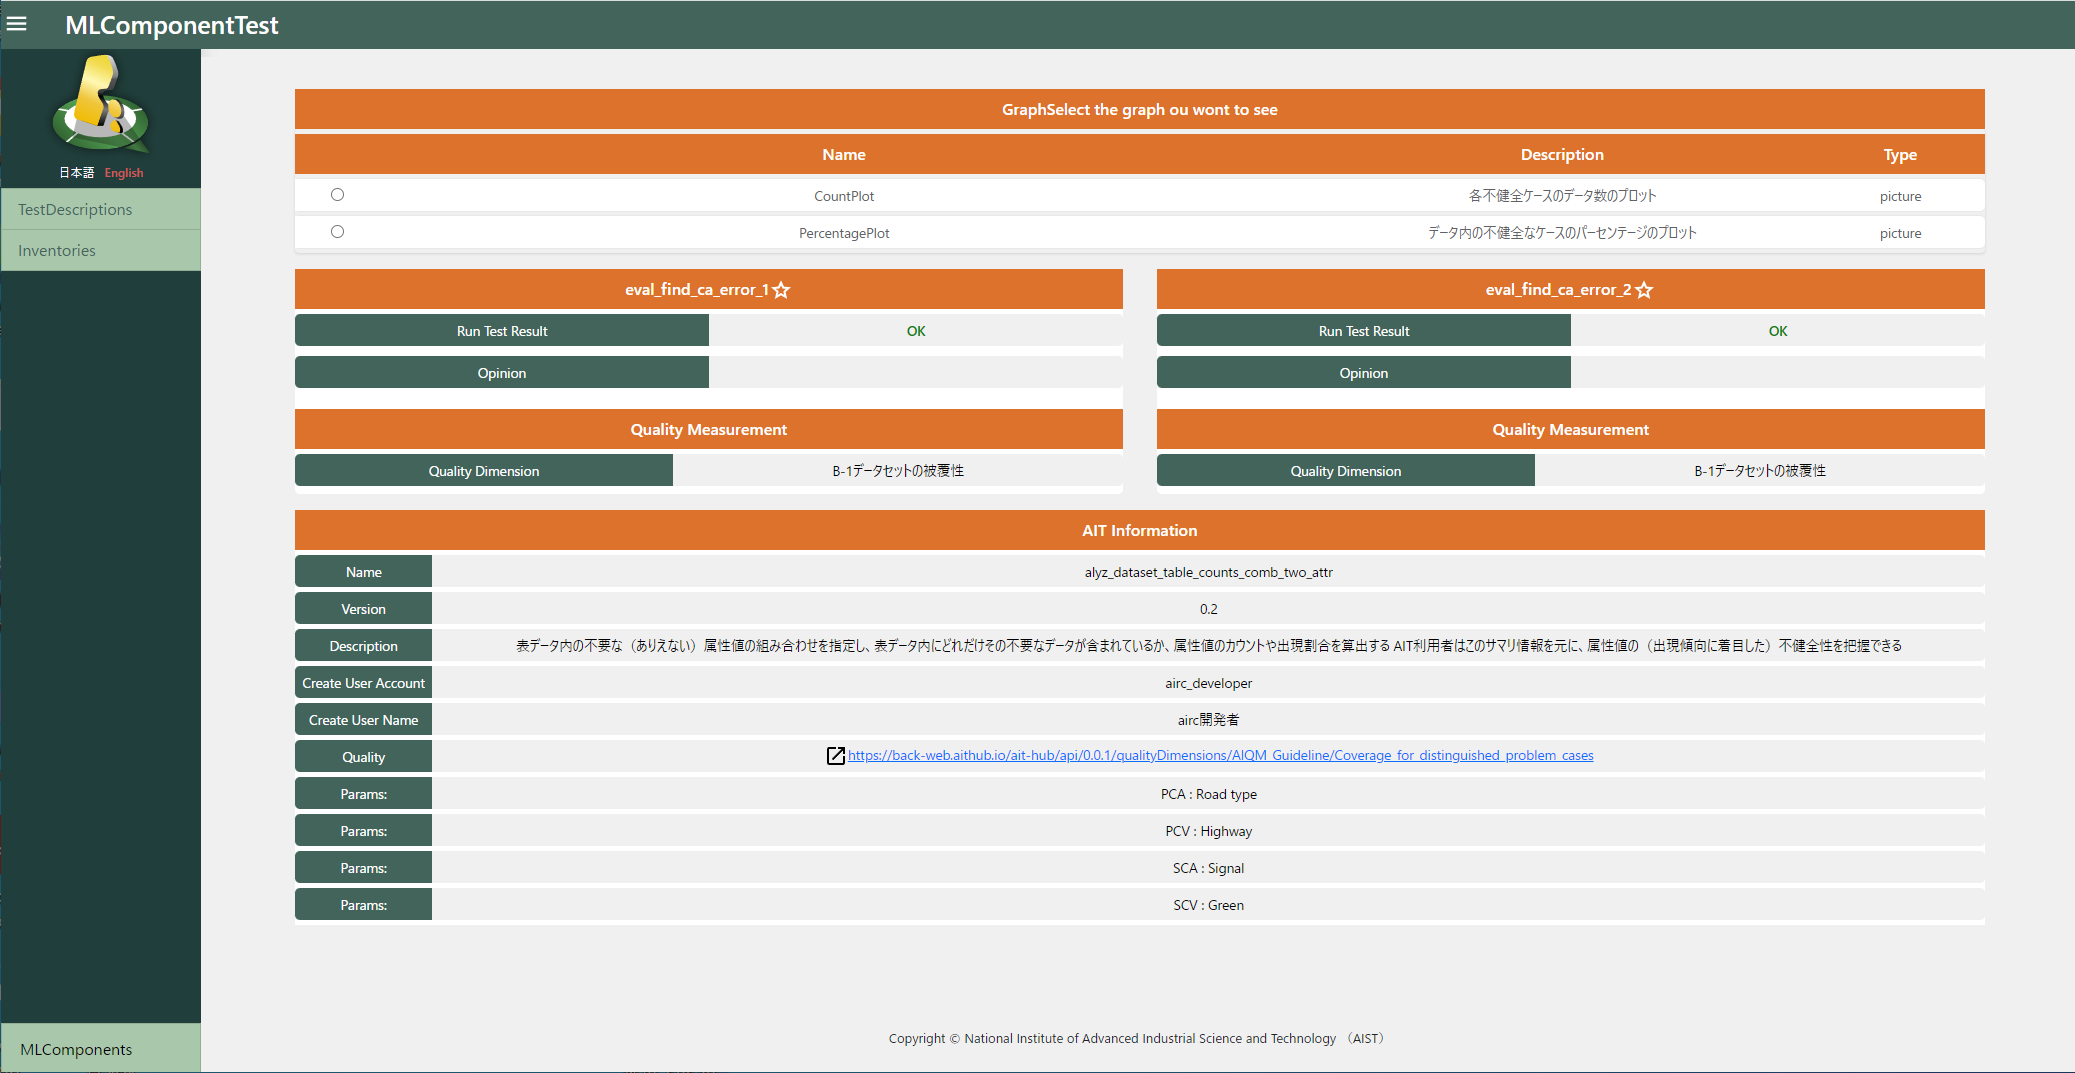 MLComponentTest
日本語 English
TestDescriptions
Inventories
MLComponents
GraphSelect the graph ou wont to see
Name Description Type
CountPlot 各不健全ケースのデータ数のプロット picture
PercentagePlot データ内の不健全なケースのパーセンテージのプロット picture
eval_find_ca_error_1☆
Run Test Result OK
Opinion
Quality Measurement
Quality Dimension B-1データセットの被覆性
eval_find_ca_error_2☆
Run Test Result OK
Opinion
Quality Measurement
Quality Dimension B-1データセットの被覆性
AIT Information
Name alyz_dataset_table_counts_comb_two_attr
Version 0.2
Description 表データ内の不要な（ありえない）属性値の組み合わせを指定し、表データ内にどれだけその不要なデータが含まれているか、属性値のカウントや出現割合を算出する AIT利用者はこのサマリ情報を元に、属性値の（出現傾向に着目した）不健全性を把握できる
Create User Account airc_developer
Create User Name airc開発者
Quality https://back-web.aithub.io/ait-hub/api/0.0.1/qualityDimensions/AIQM_Guideline/Coverage_for_distinguished_problem_cases
Params: PCA : Road type
Params: PCV : Highway
Params: SCA : Signal
Params: SCV : Green
Copyright © National Institute of Advanced Industrial Science and Technology （AIST）